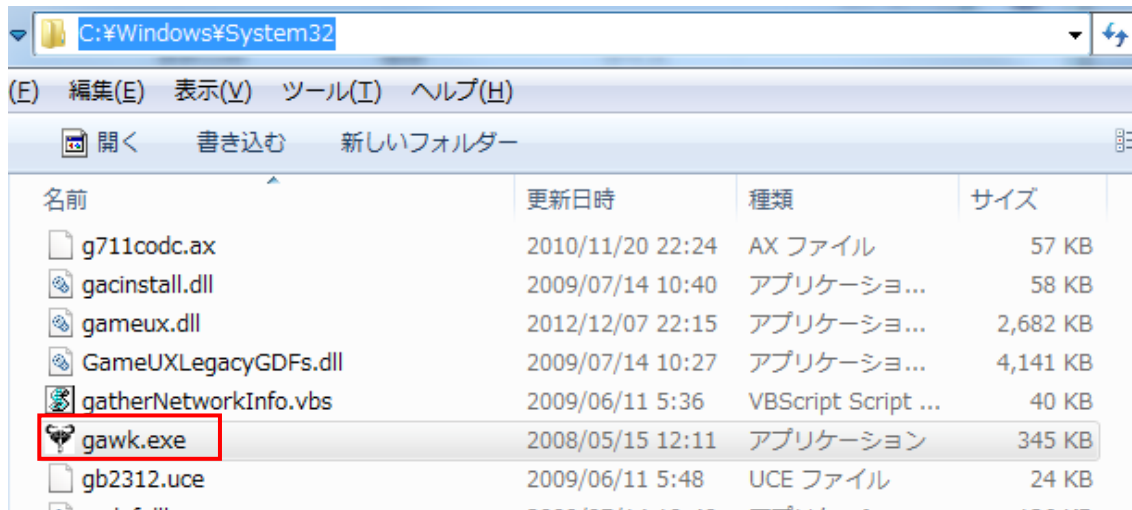 C:¥Windows¥System32
(F) 編集(E) 表示(V) ツール(T) ヘルプ(H)
開く 書き込む 新しいフォルダー
名前 更新日時 種類 サイズ
g711codc.ax 2010/11/20 22:24 AX ファイル 57 KB
gacinstall.dll 2009/07/14 10:40 アプリケーショ... 58 KB
gameux.dll 2012/12/07 22:15 アプリケーショ... 2,682 KB
GameUXLegacyGDFs.dll 2009/07/14 10:27 アプリケーショ... 4,141 KB
gatherNetworkInfo.vbs 2009/06/11 5:36 VBScript Script ... 40 KB
gawk.exe 2008/05/15 12:11 アプリケーション 345 KB
gb2312.uce 2009/06/11 5:48 UCE ファイル 24 KB